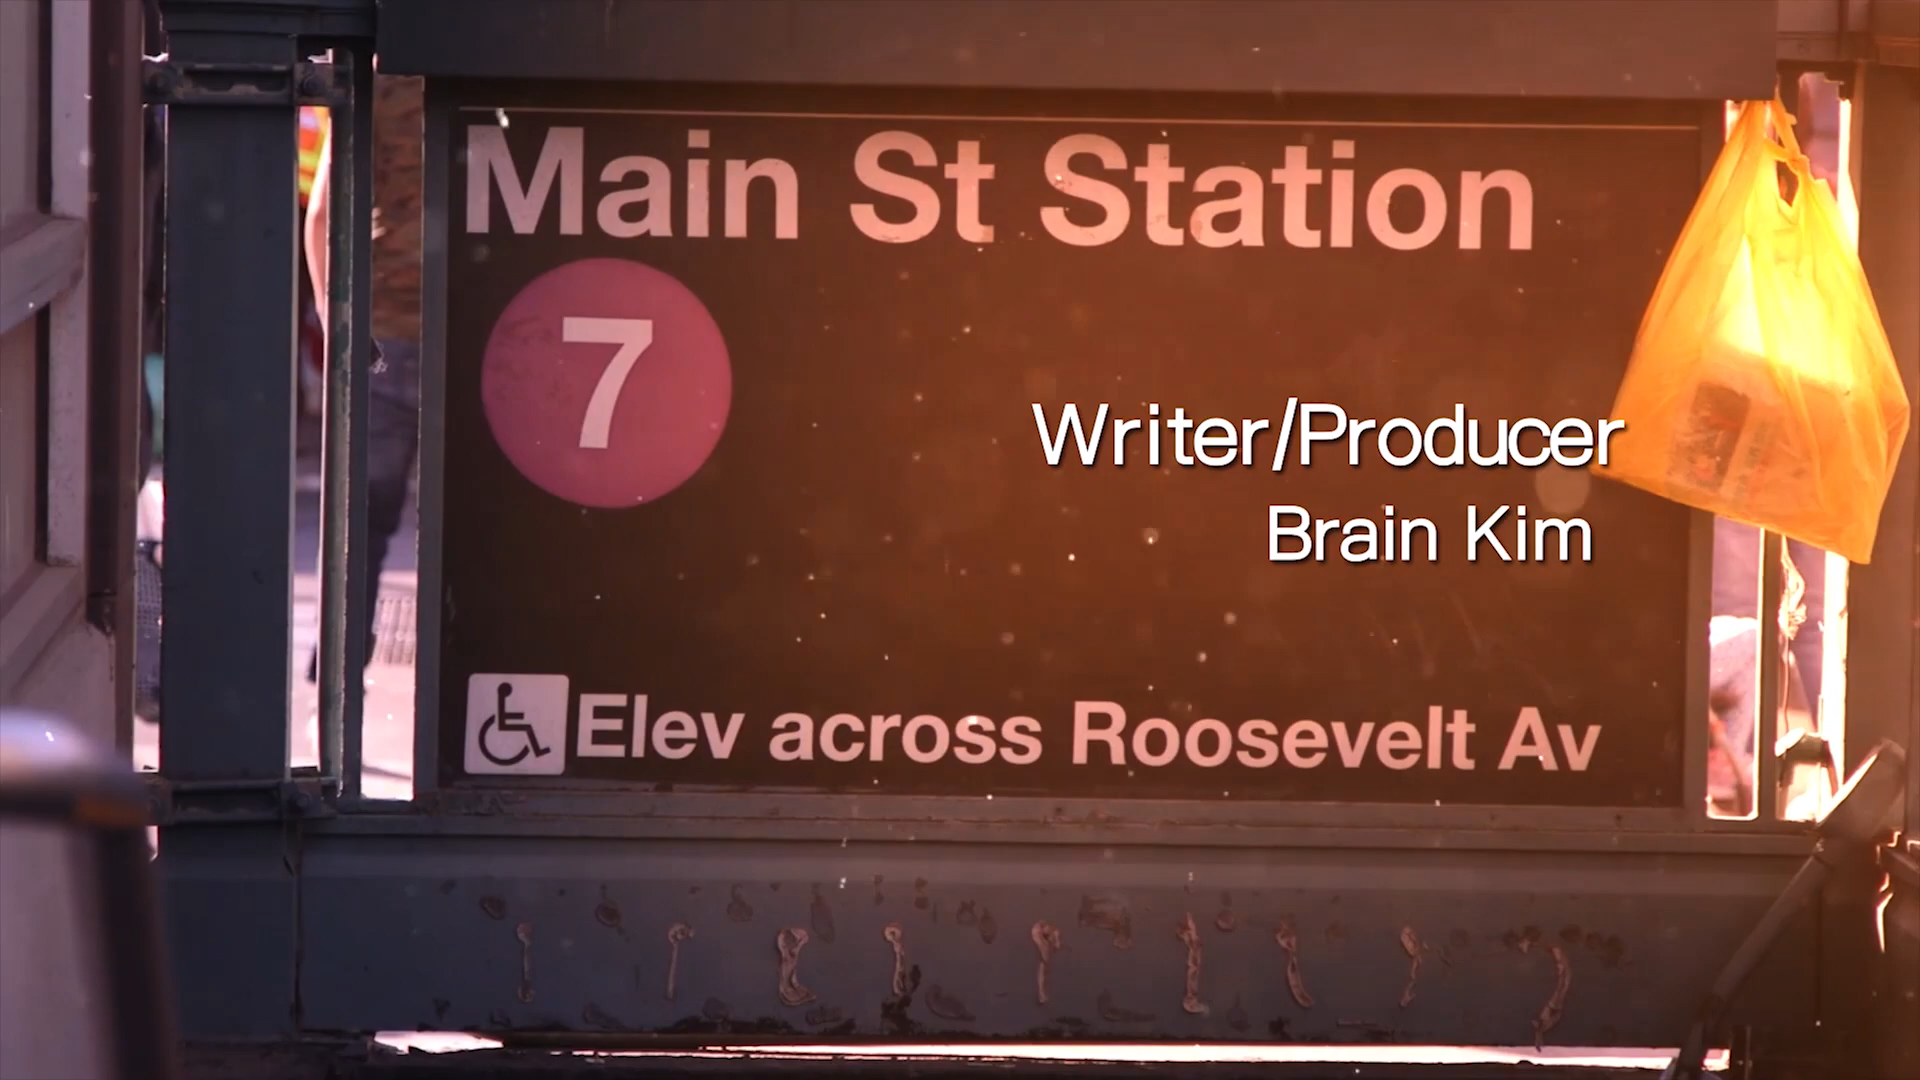 Main St Station
7
Writer/Producer
Brain Kim
Elev across Roosevelt Av